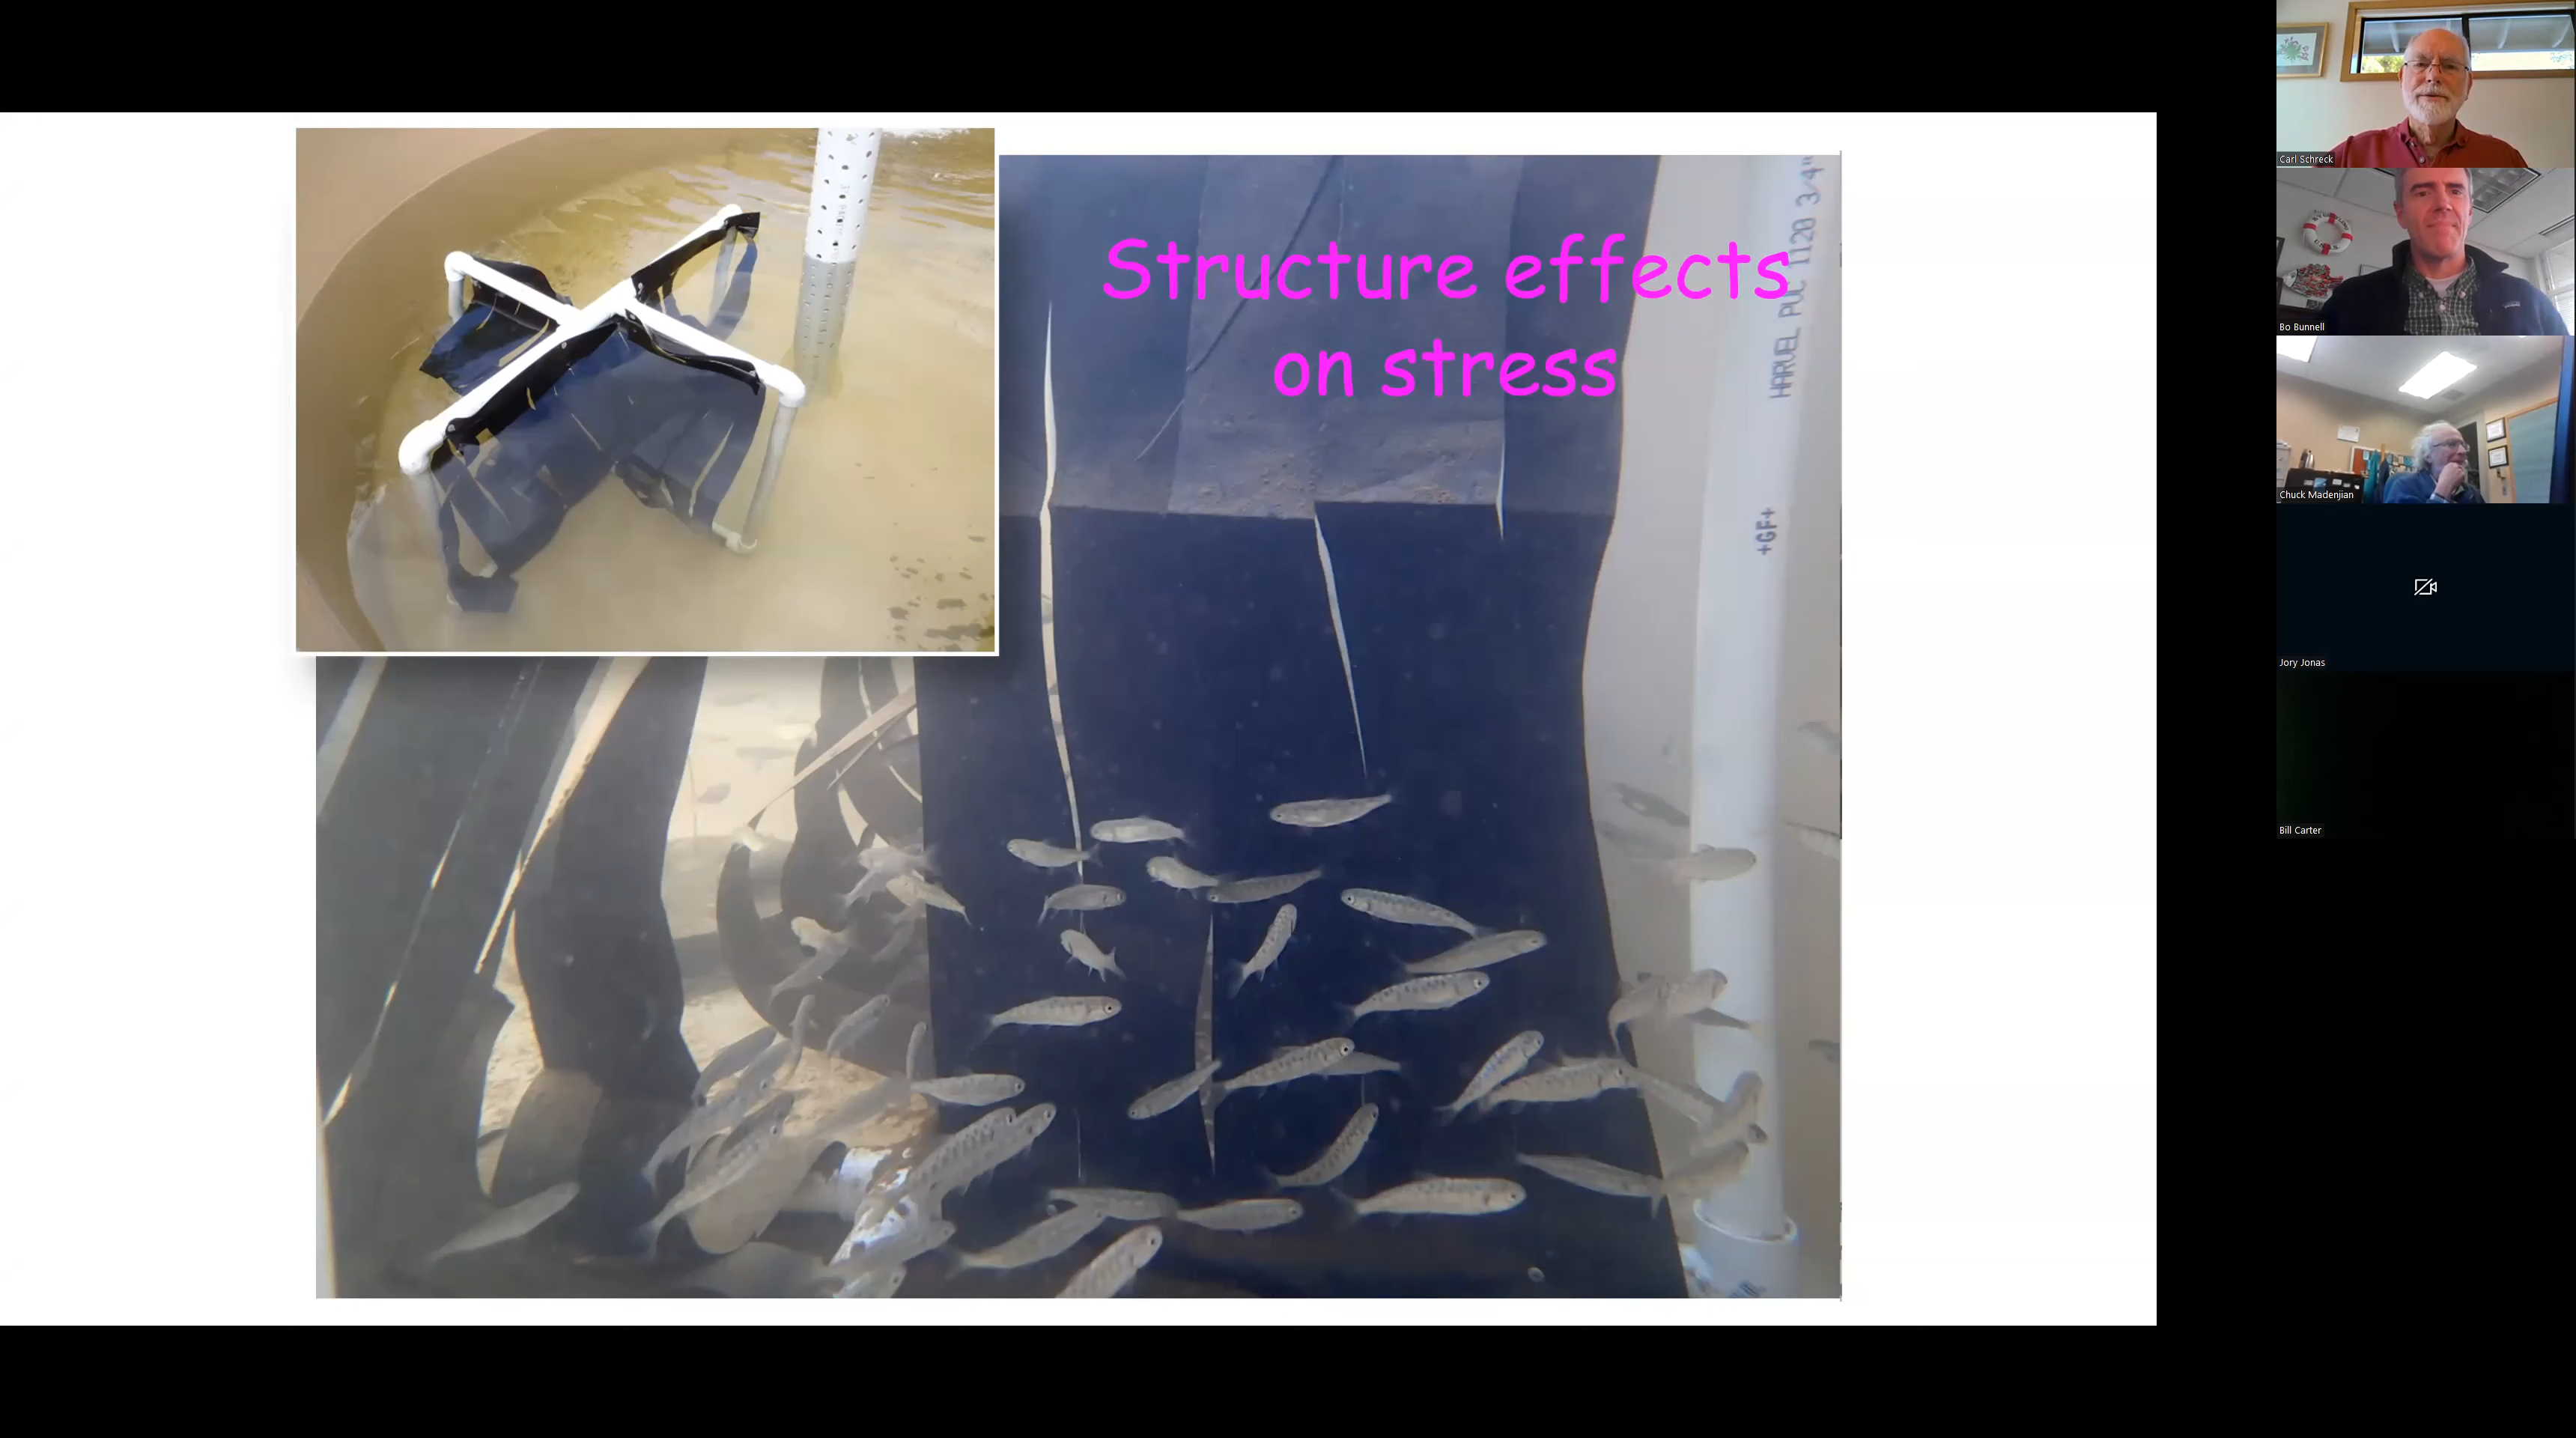 Structure effects
on stress
HARVEL PVC 1120 3/4"
+GF+
Carl Schreck
Bo Bunnell
Chuck Madenjian
Jory Jonas
Bill Carter